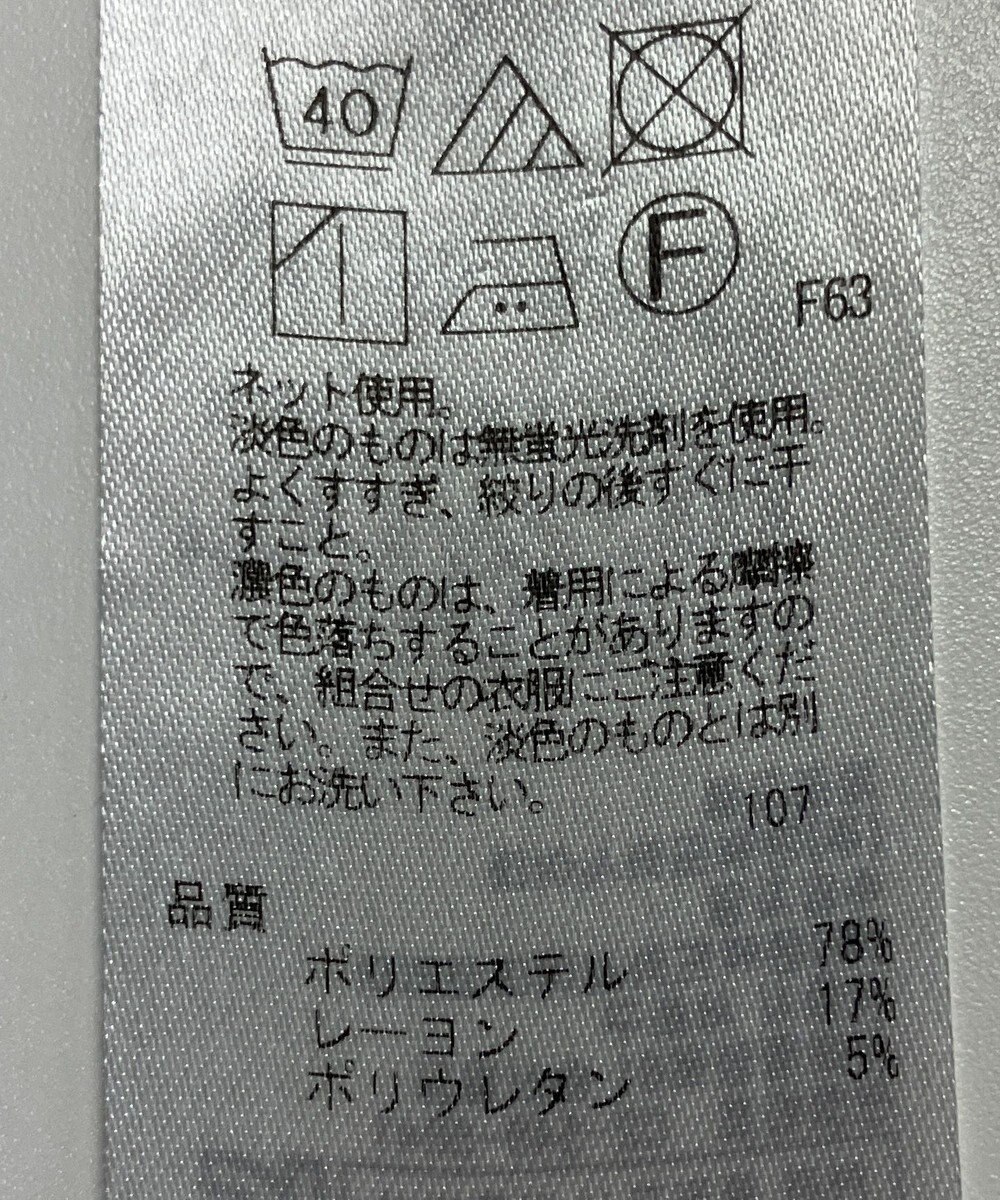 40
F
F63
ネット使用。
淡色のものは無蛍光洗剤を使用。
よくすすぎ、絞りの後すぐに干
すこと。
濃色のものは、着用による摩擦
で色落ちすることがありますの
で、組合せの衣服にご注意くだ
さい。また、淡色のものとは別
にお洗い下さい。
107
品質
ポリエステル 78%
レーヨン 17%
ポリウレタン 5%